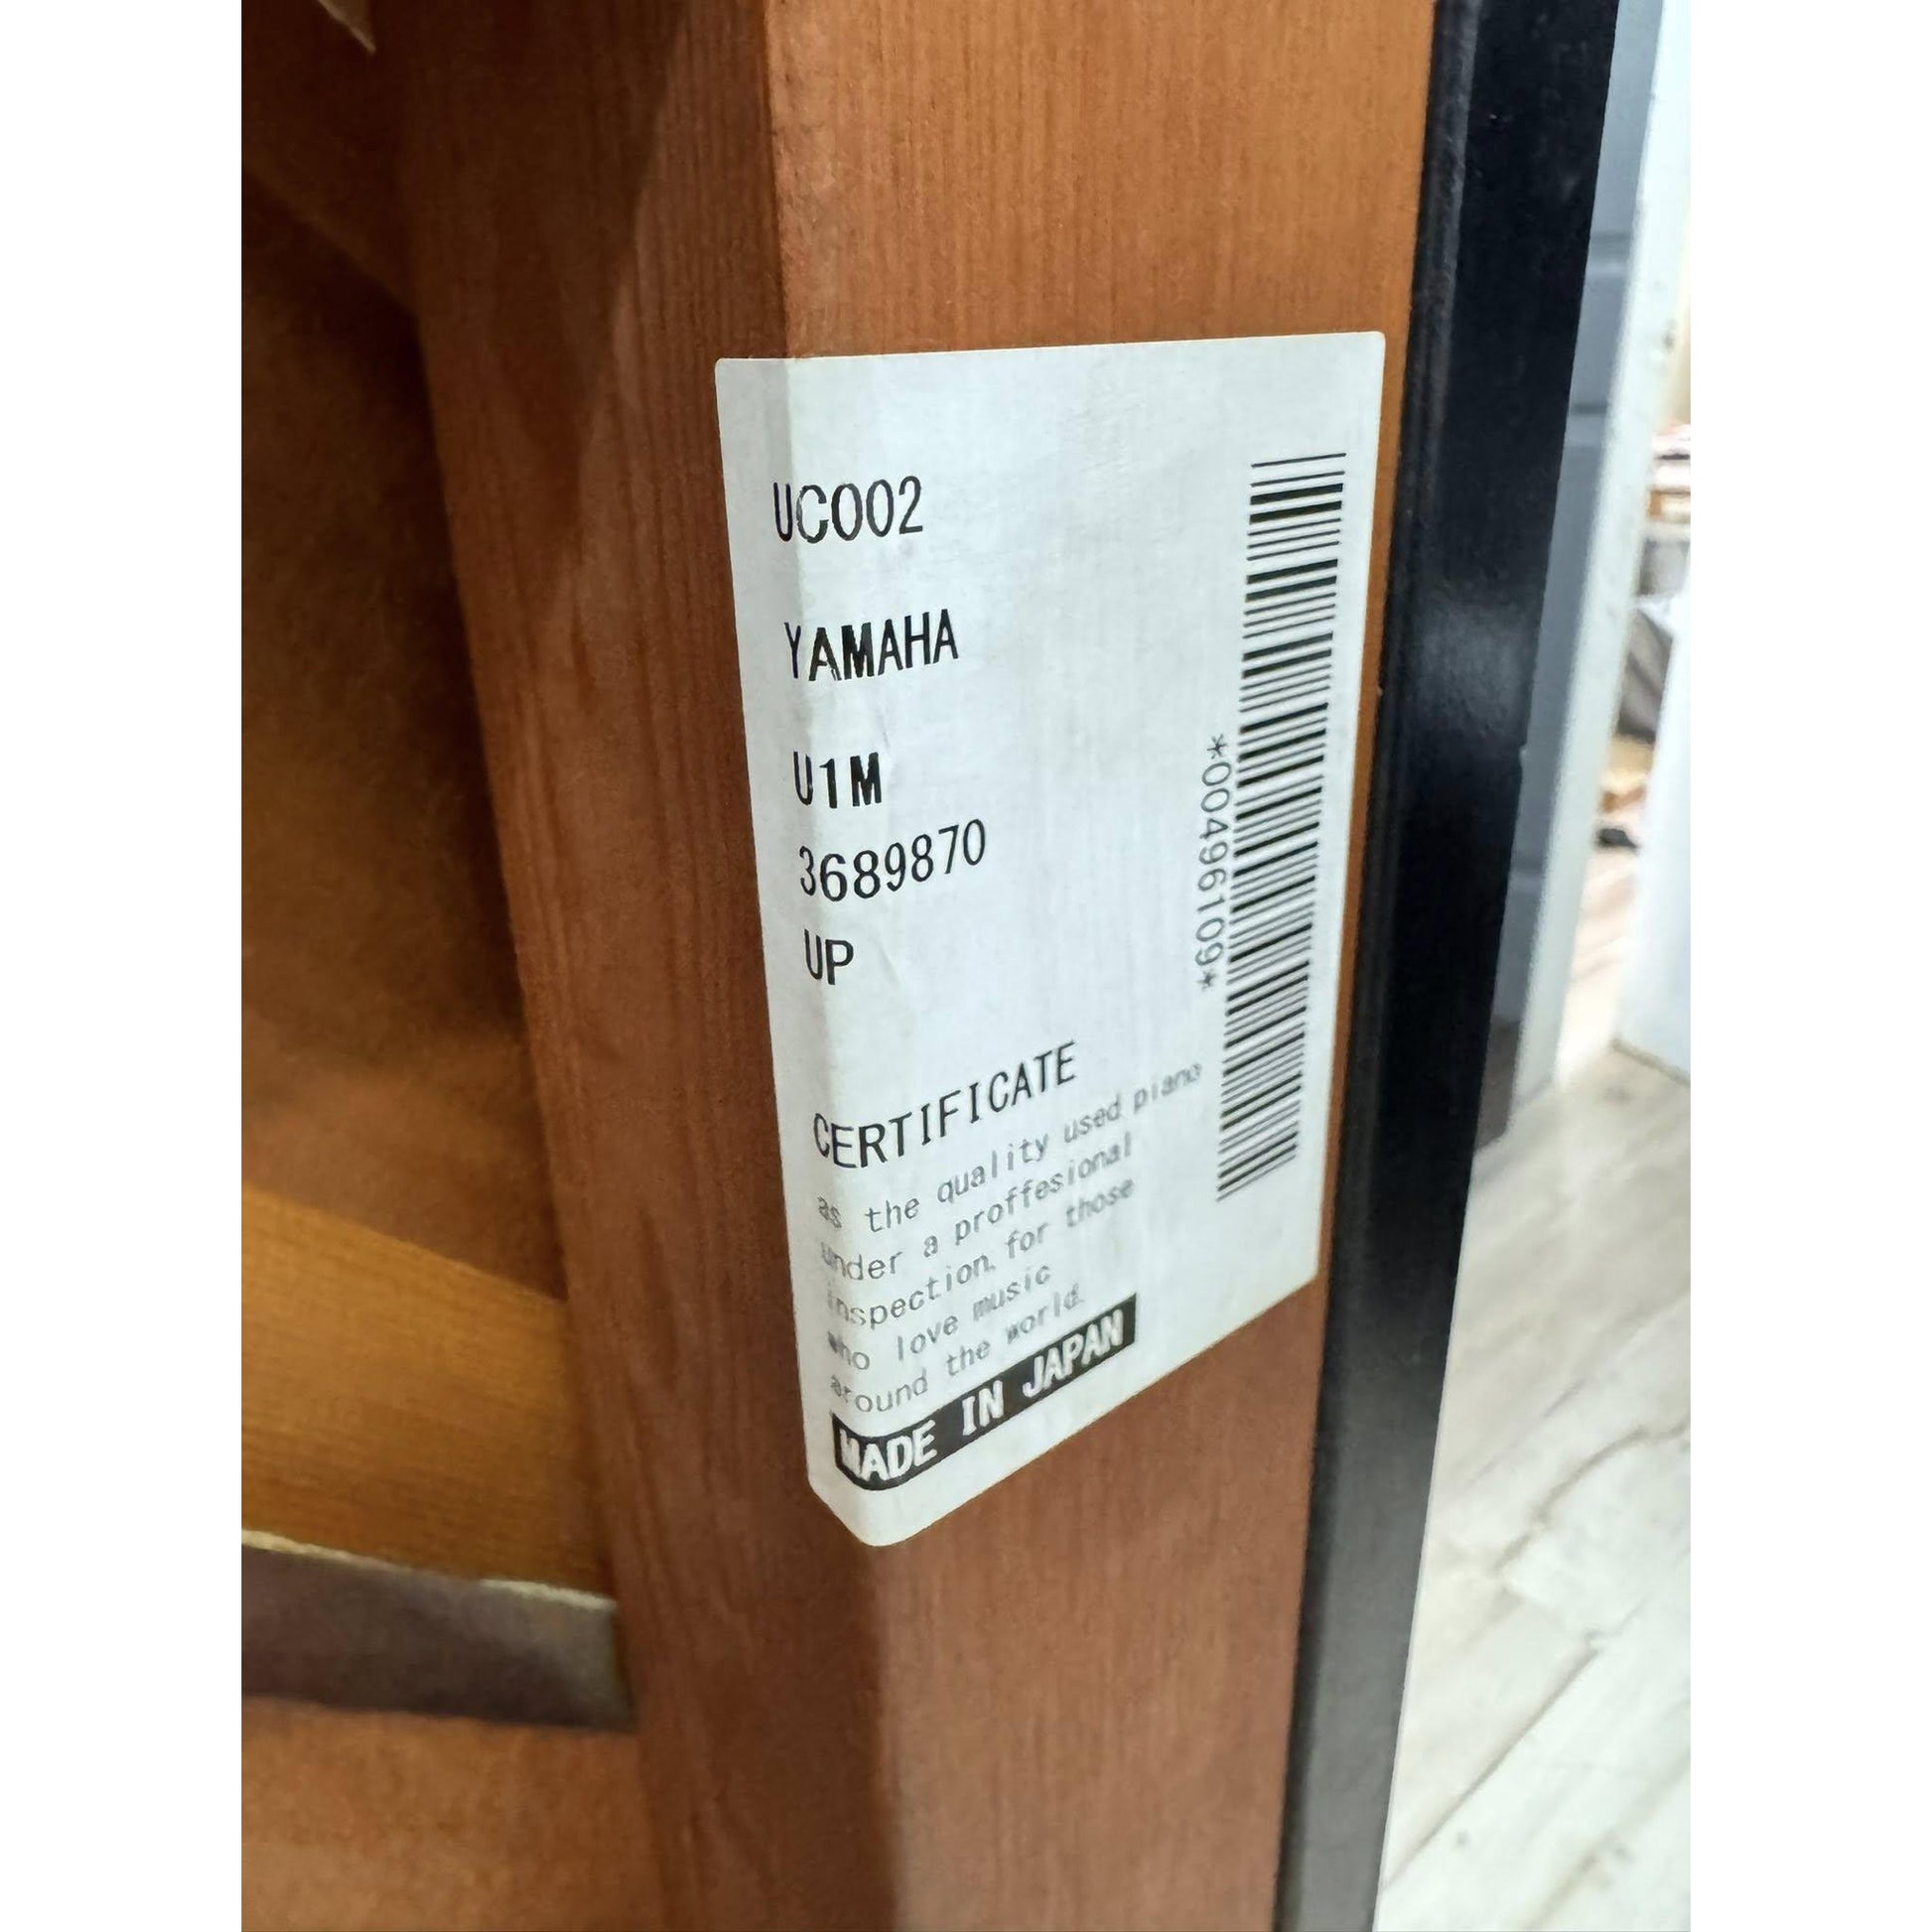 UC002
YAMAHA
U1M
3689870
UP
*000496109*
CERTIFICATE
as the quality used piano
under a proffesional
inspection, for those
who love music
around the world.
MADE IN JAPAN